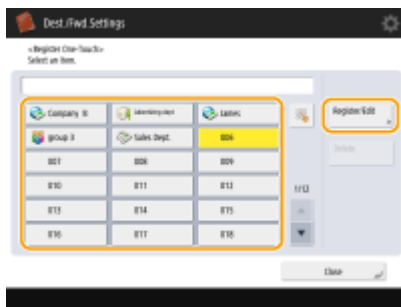 Dest./Fwd Settings
<Register One-Touch>
Select an item.
Company B
Advertising dept
James
Register/Edit
group 3
Sales Dept.
006
007
008
009
Delete
010
011
012
1/12
013
014
015
016
017
018
Close